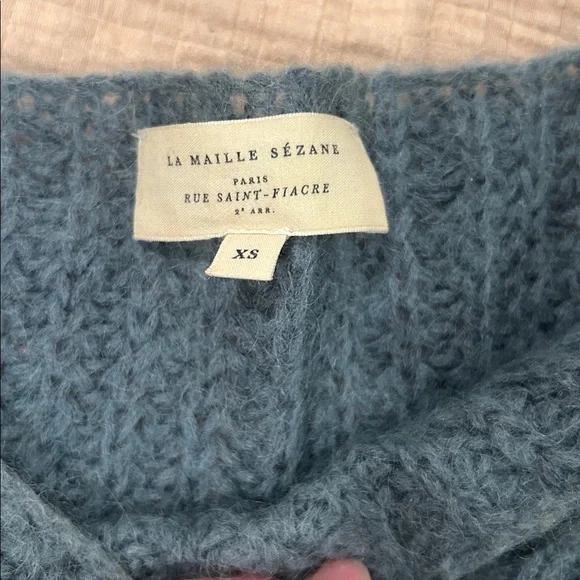 LA MAILLE SÉZANE
PARIS
RUE SAINT-FIACRE
2ᵉ ARR.
XS